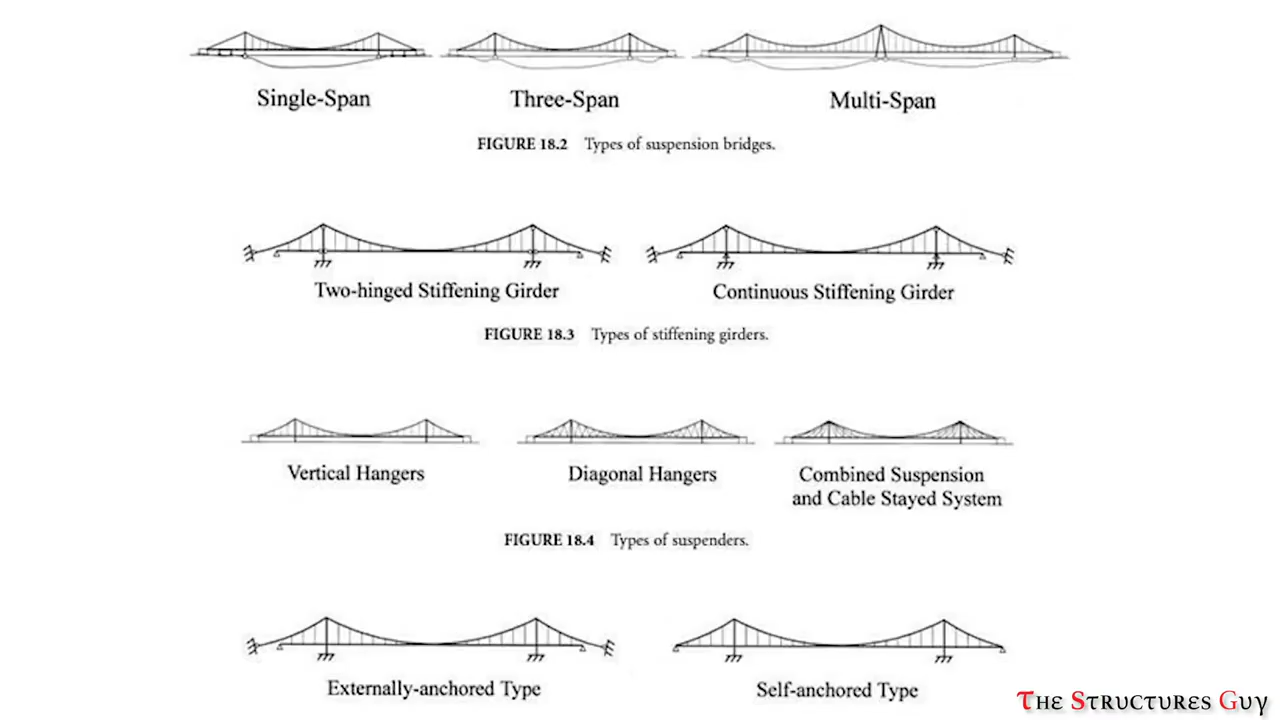 Single-Span
Three-Span
Multi-Span
FIGURE 18.2 Types of suspension bridges.
Two-hinged Stiffening Girder
Continuous Stiffening Girder
FIGURE 18.3 Types of stiffening girders.
Vertical Hangers
Diagonal Hangers
Combined Suspension
and Cable Stayed System
FIGURE 18.4 Types of suspenders.
Externally-anchored Type
Self-anchored Type
The Structures Guy